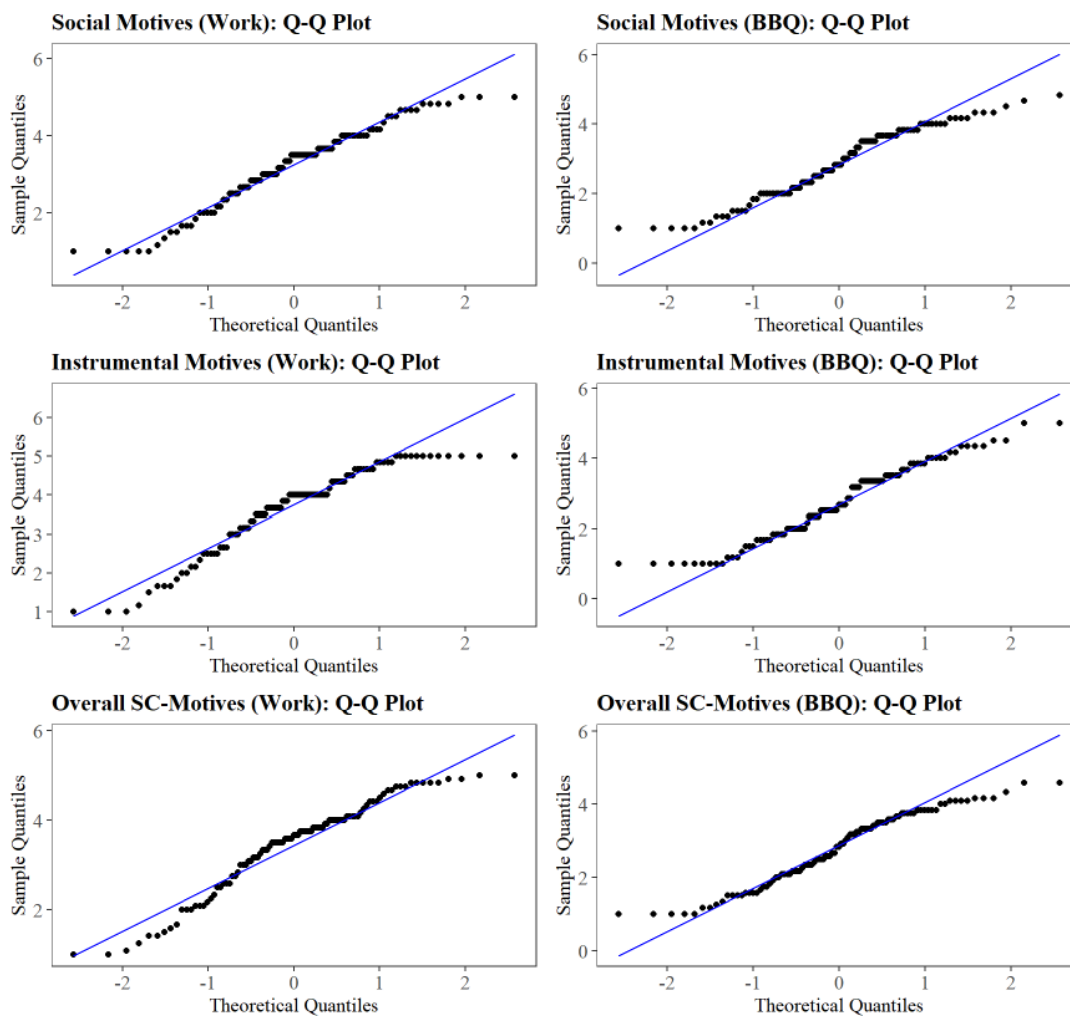 Social Motives (Work): Q-Q Plot
Sample Quantiles
6
4
2
-2 -1 0 1 2
Theoretical Quantiles
Social Motives (BBQ): Q-Q Plot
Sample Quantiles
6
4
2
0
-2 -1 0 1 2
Theoretical Quantiles
Instrumental Motives (Work): Q-Q Plot
Sample Quantiles
6
5
4
3
2
1
-2 -1 0 1 2
Theoretical Quantiles
Instrumental Motives (BBQ): Q-Q Plot
Sample Quantiles
6
4
2
0
-2 -1 0 1 2
Theoretical Quantiles
Overall SC-Motives (Work): Q-Q Plot
Sample Quantiles
6
4
2
-2 -1 0 1 2
Theoretical Quantiles
Overall SC-Motives (BBQ): Q-Q Plot
Sample Quantiles
6
4
2
0
-2 -1 0 1 2
Theoretical Quantiles